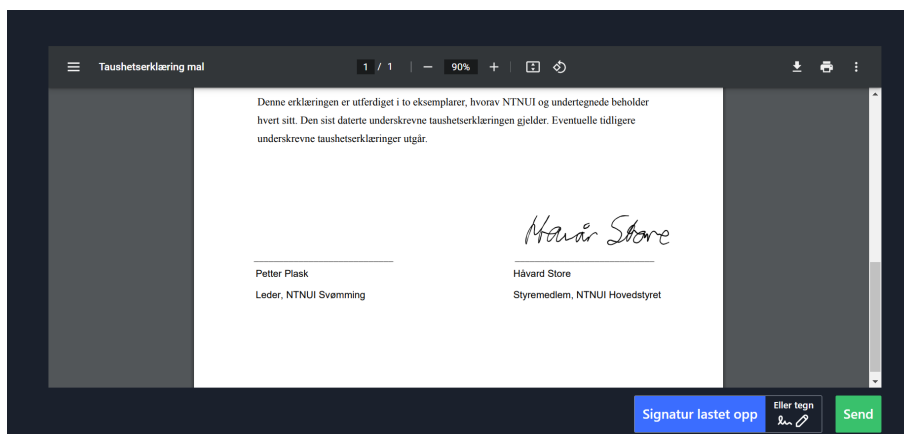 Taushetserklæring mal
1 / 1
90%
Denne erklæringen er utferdiget i to eksemplarer, hvorav NTNUI og undertegnede beholder
hvert sitt. Den sist daterte underskrevne taushetserklæringen gjelder. Eventuelle tidligere
underskrevne taushetserklæringer utgår.
Havår Store
Petter Plask
Håvard Store
Leder, NTNUI Svømming
Styremedlem, NTNUI Hovedstyret
Signatur lastet opp
Eller tegn
Send